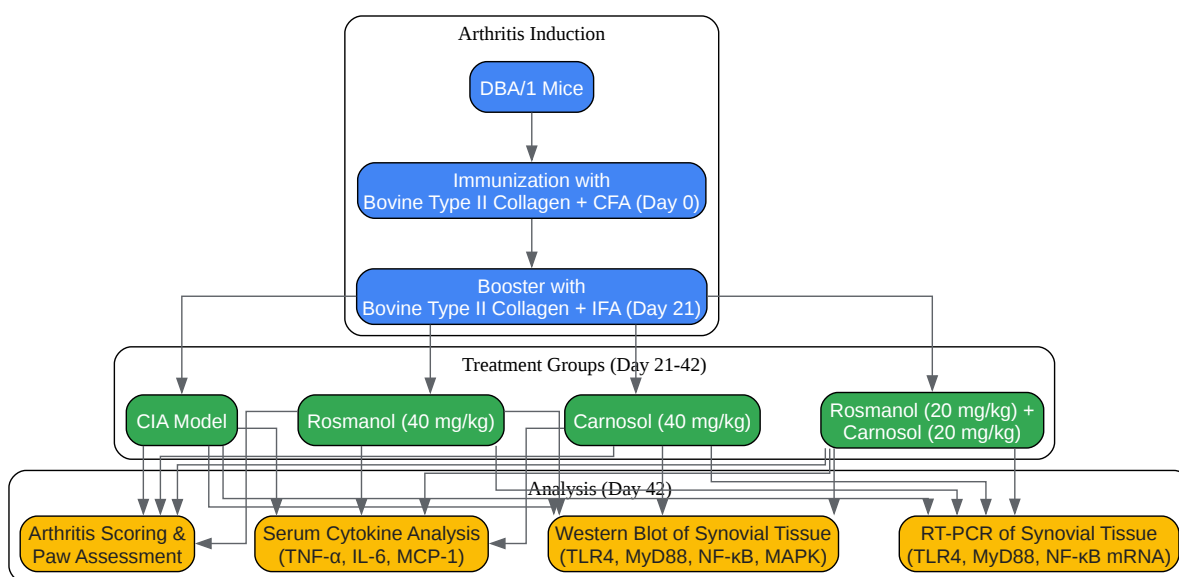 Arthritis Induction
DBA/1 Mice
Immunization with
Bovine Type II Collagen + CFA (Day 0)
Booster with
Bovine Type II Collagen + IFA (Day 21)
Treatment Groups (Day 21-42)
CIA Model
Rosmanol (40 mg/kg)
Carnosol (40 mg/kg)
Rosmanol (20 mg/kg) +
Carnosol (20 mg/kg)
Analysis (Day 42)
Arthritis Scoring &
Paw Assessment
Serum Cytokine Analysis
(TNF-α, IL-6, MCP-1)
Western Blot of Synovial Tissue
(TLR4, MyD88, NF-κB, MAPK)
RT-PCR of Synovial Tissue
(TLR4, MyD88, NF-κB mRNA)